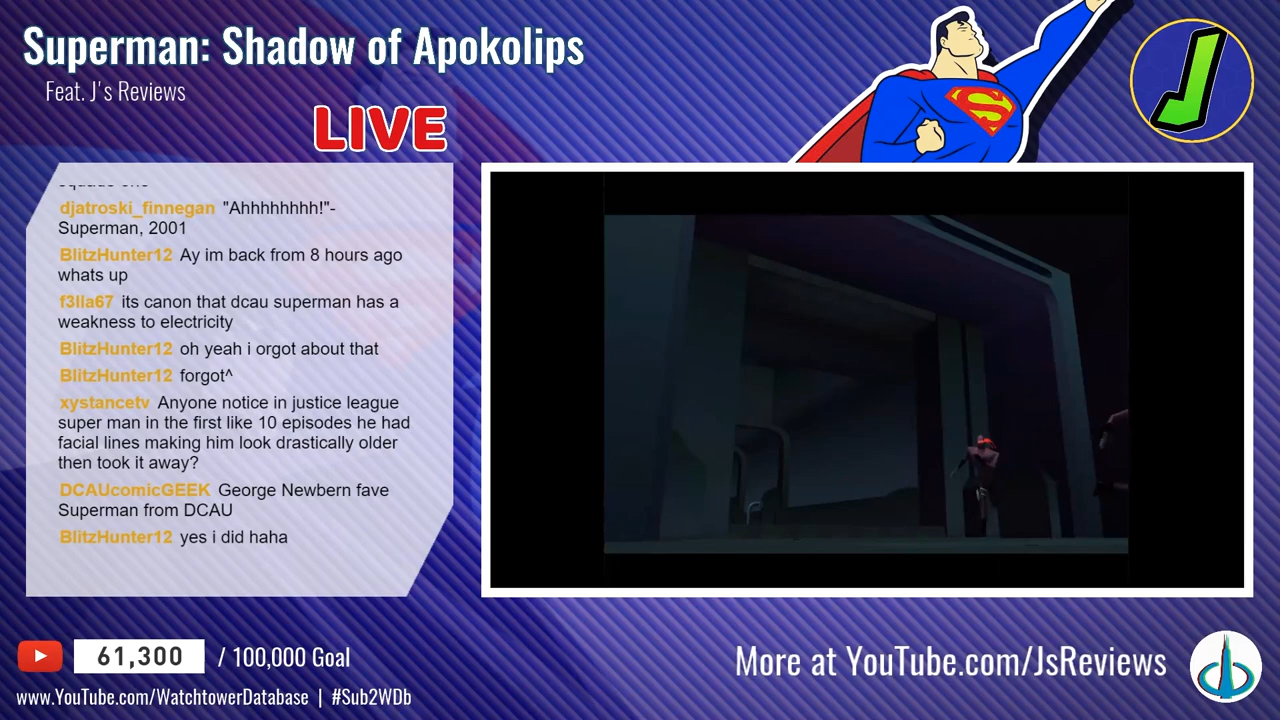 Superman: Shadow of Apokolips
Feat. J's Reviews
LIVE
djatroski_finnegan "Ahhhhhhhh!"-
Superman, 2001
BlitzHunter12 Ay im back from 8 hours ago
whats up
f3lla67 its canon that dcau superman has a
weakness to electricity
BlitzHunter12 oh yeah i orgot about that
BlitzHunter12 forgot^
xystancetv Anyone notice in justice league
super man in the first like 10 episodes he had
facial lines making him look drastically older
then took it away?
DCAUcomicGEEK George Newbern fave
Superman from DCAU
BlitzHunter12 yes i did haha
61,300 / 100,000 Goal
www.YouTube.com/WatchtowerDatabase | #Sub2WDb
More at YouTube.com/JsReviews
S
J